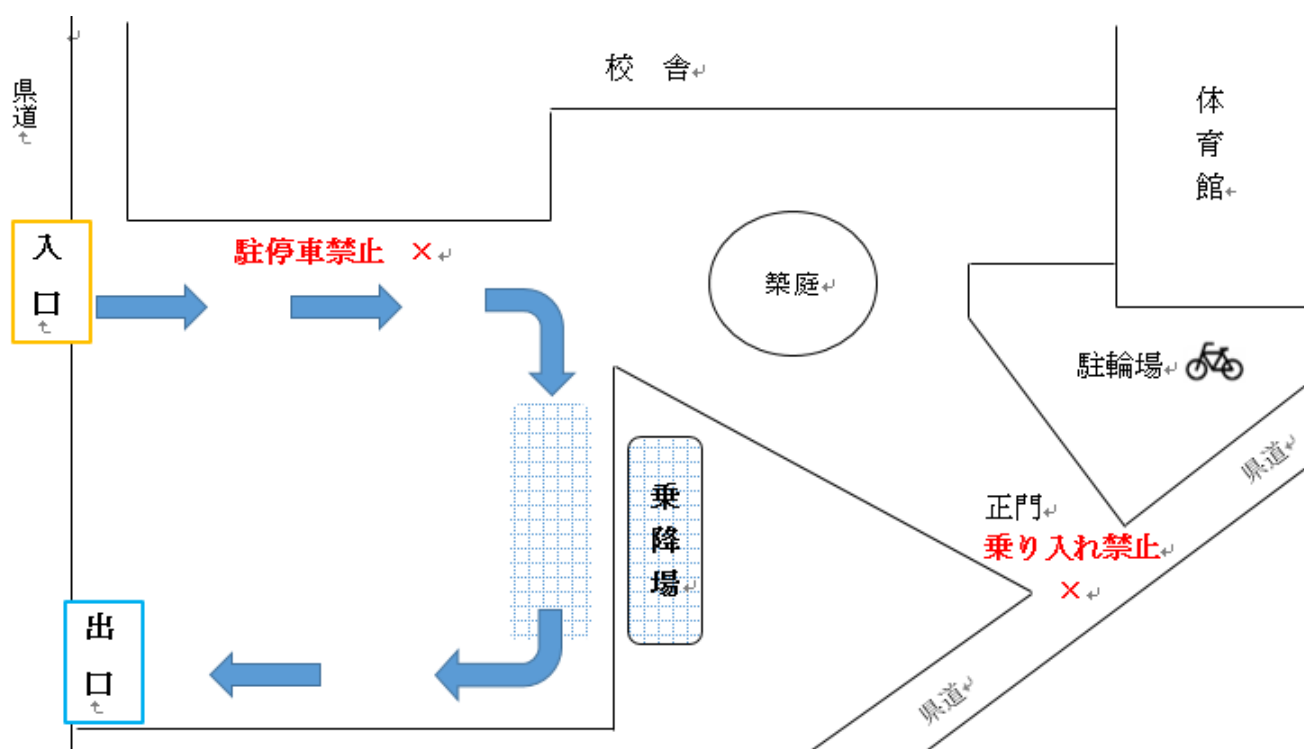 県道
校　舎
体育館
入口
駐停車禁止　×
築庭
駐輪場
県道
乗降場
正門
乗り入れ禁止
×
出口
県道